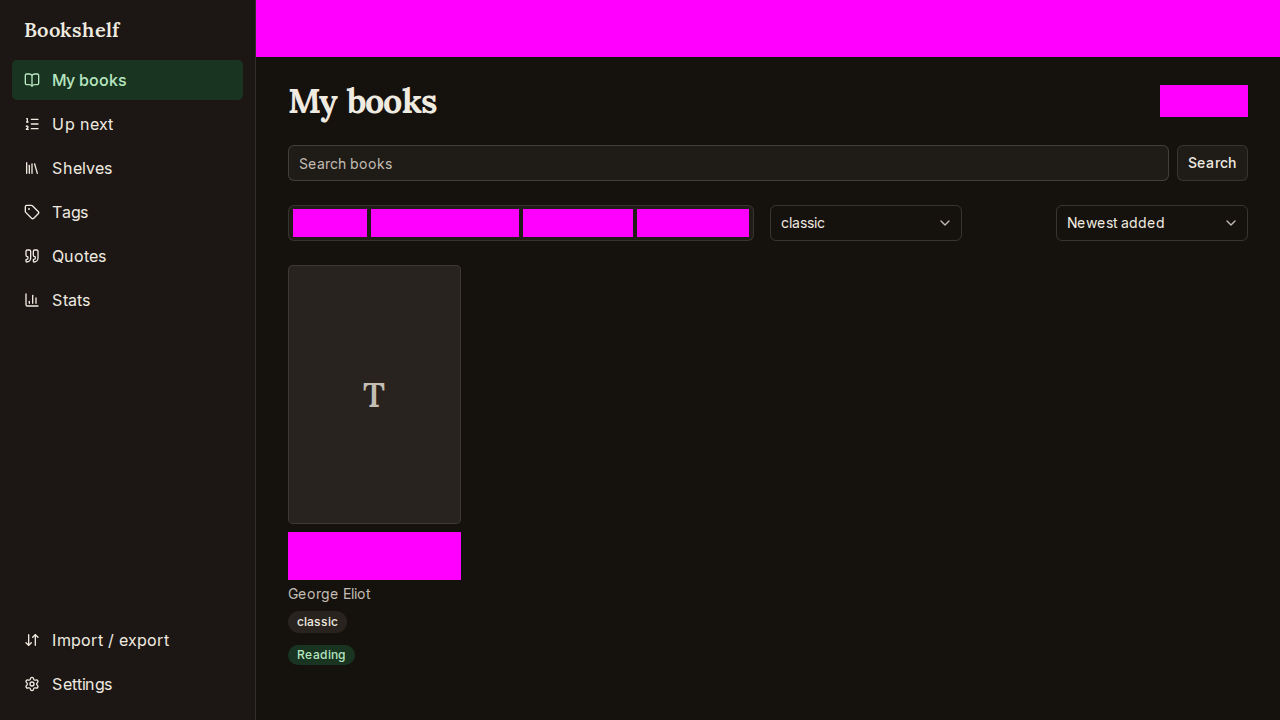 Bookshelf
My books
Up next
Shelves
Tags
Quotes
Stats
Import / export
Settings
My books
Search books
Search
classic
Newest added
T
George Eliot
classic
Reading